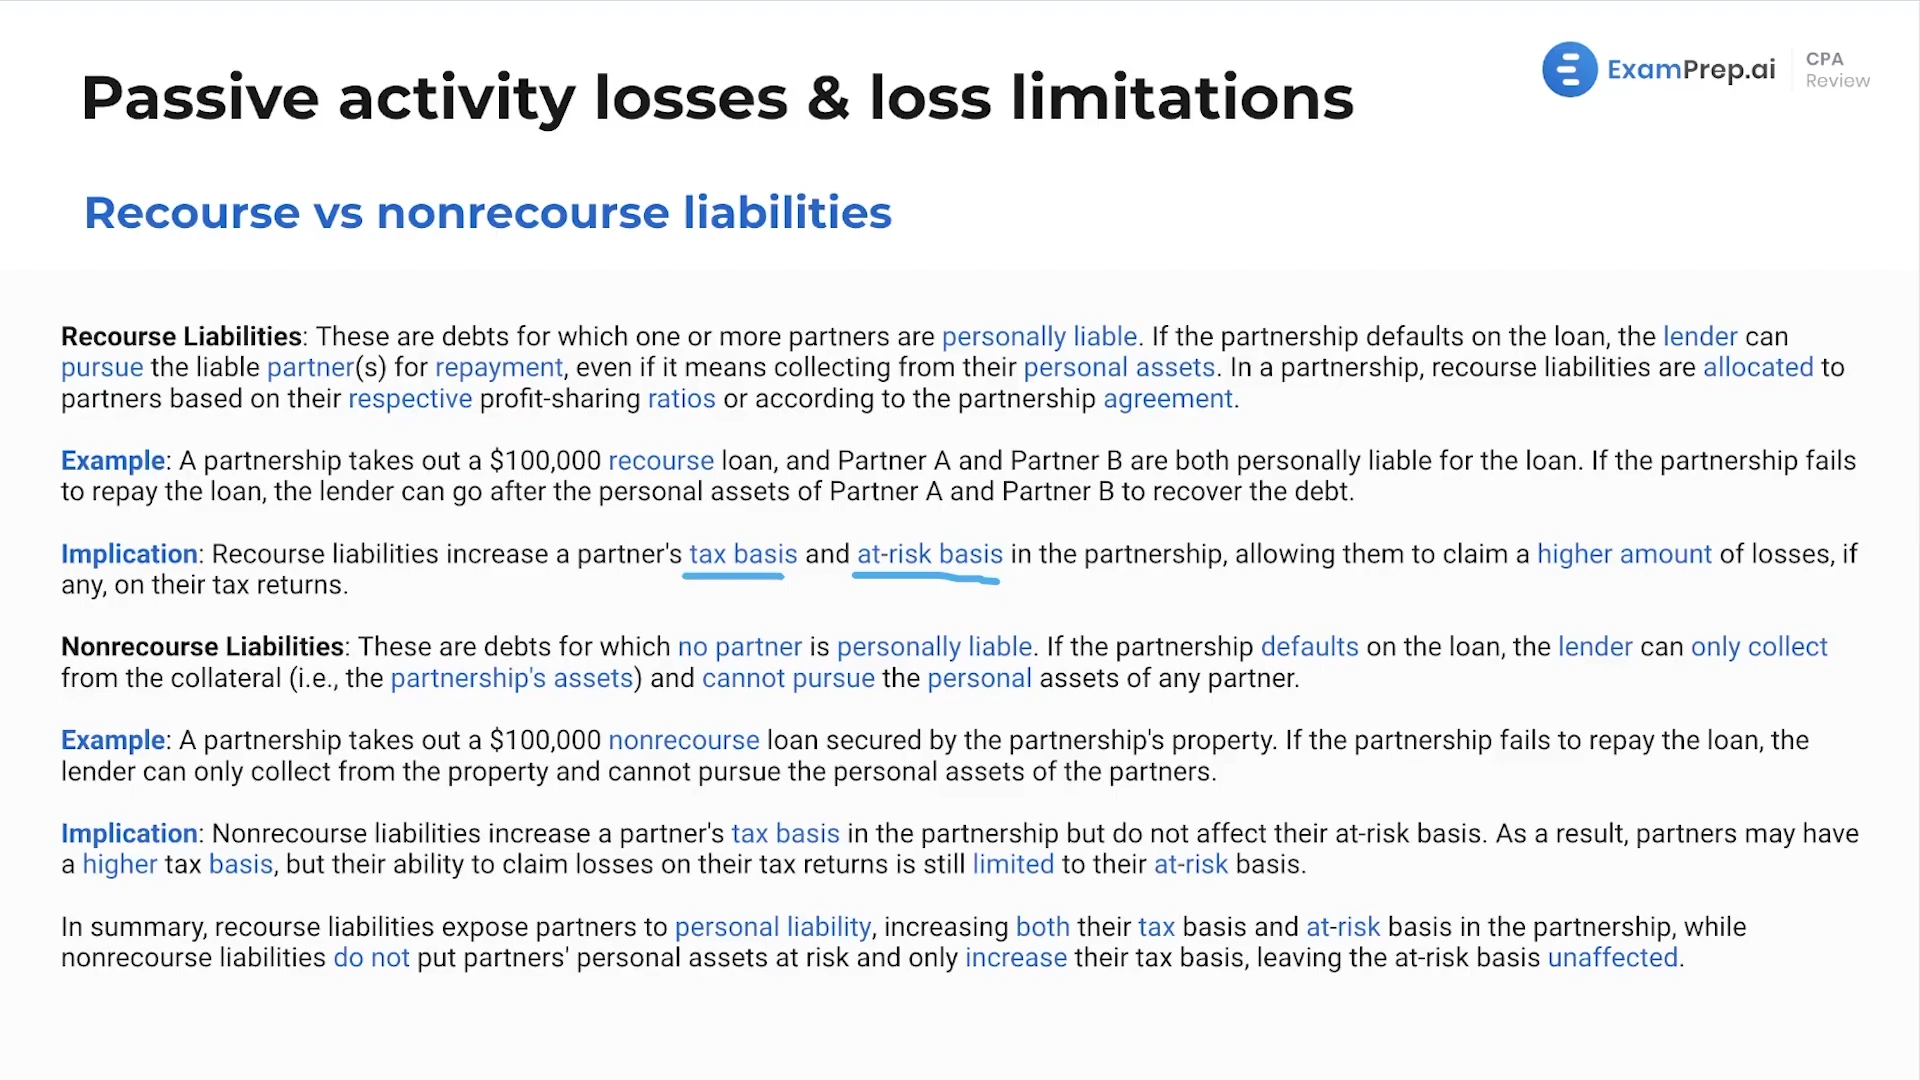 Passive activity losses & loss limitations
ExamPrep.ai
CPA
Review
Recourse vs nonrecourse liabilities
Recourse Liabilities: These are debts for which one or more partners are personally liable. If the partnership defaults on the loan, the lender can
pursue the liable partner(s) for repayment, even if it means collecting from their personal assets. In a partnership, recourse liabilities are allocated to
partners based on their respective profit-sharing ratios or according to the partnership agreement.
Example: A partnership takes out a $100,000 recourse loan, and Partner A and Partner B are both personally liable for the loan. If the partnership fails
to repay the loan, the lender can go after the personal assets of Partner A and Partner B to recover the debt.
Implication: Recourse liabilities increase a partner's tax basis and at-risk basis in the partnership, allowing them to claim a higher amount of losses, if
any, on their tax returns.
Nonrecourse Liabilities: These are debts for which no partner is personally liable. If the partnership defaults on the loan, the lender can only collect
from the collateral (i.e., the partnership's assets) and cannot pursue the personal assets of any partner.
Example: A partnership takes out a $100,000 nonrecourse loan secured by the partnership's property. If the partnership fails to repay the loan, the
lender can only collect from the property and cannot pursue the personal assets of the partners.
Implication: Nonrecourse liabilities increase a partner's tax basis in the partnership but do not affect their at-risk basis. As a result, partners may have
a higher tax basis, but their ability to claim losses on their tax returns is still limited to their at-risk basis.
In summary, recourse liabilities expose partners to personal liability, increasing both their tax basis and at-risk basis in the partnership, while
nonrecourse liabilities do not put partners' personal assets at risk and only increase their tax basis, leaving the at-risk basis unaffected.